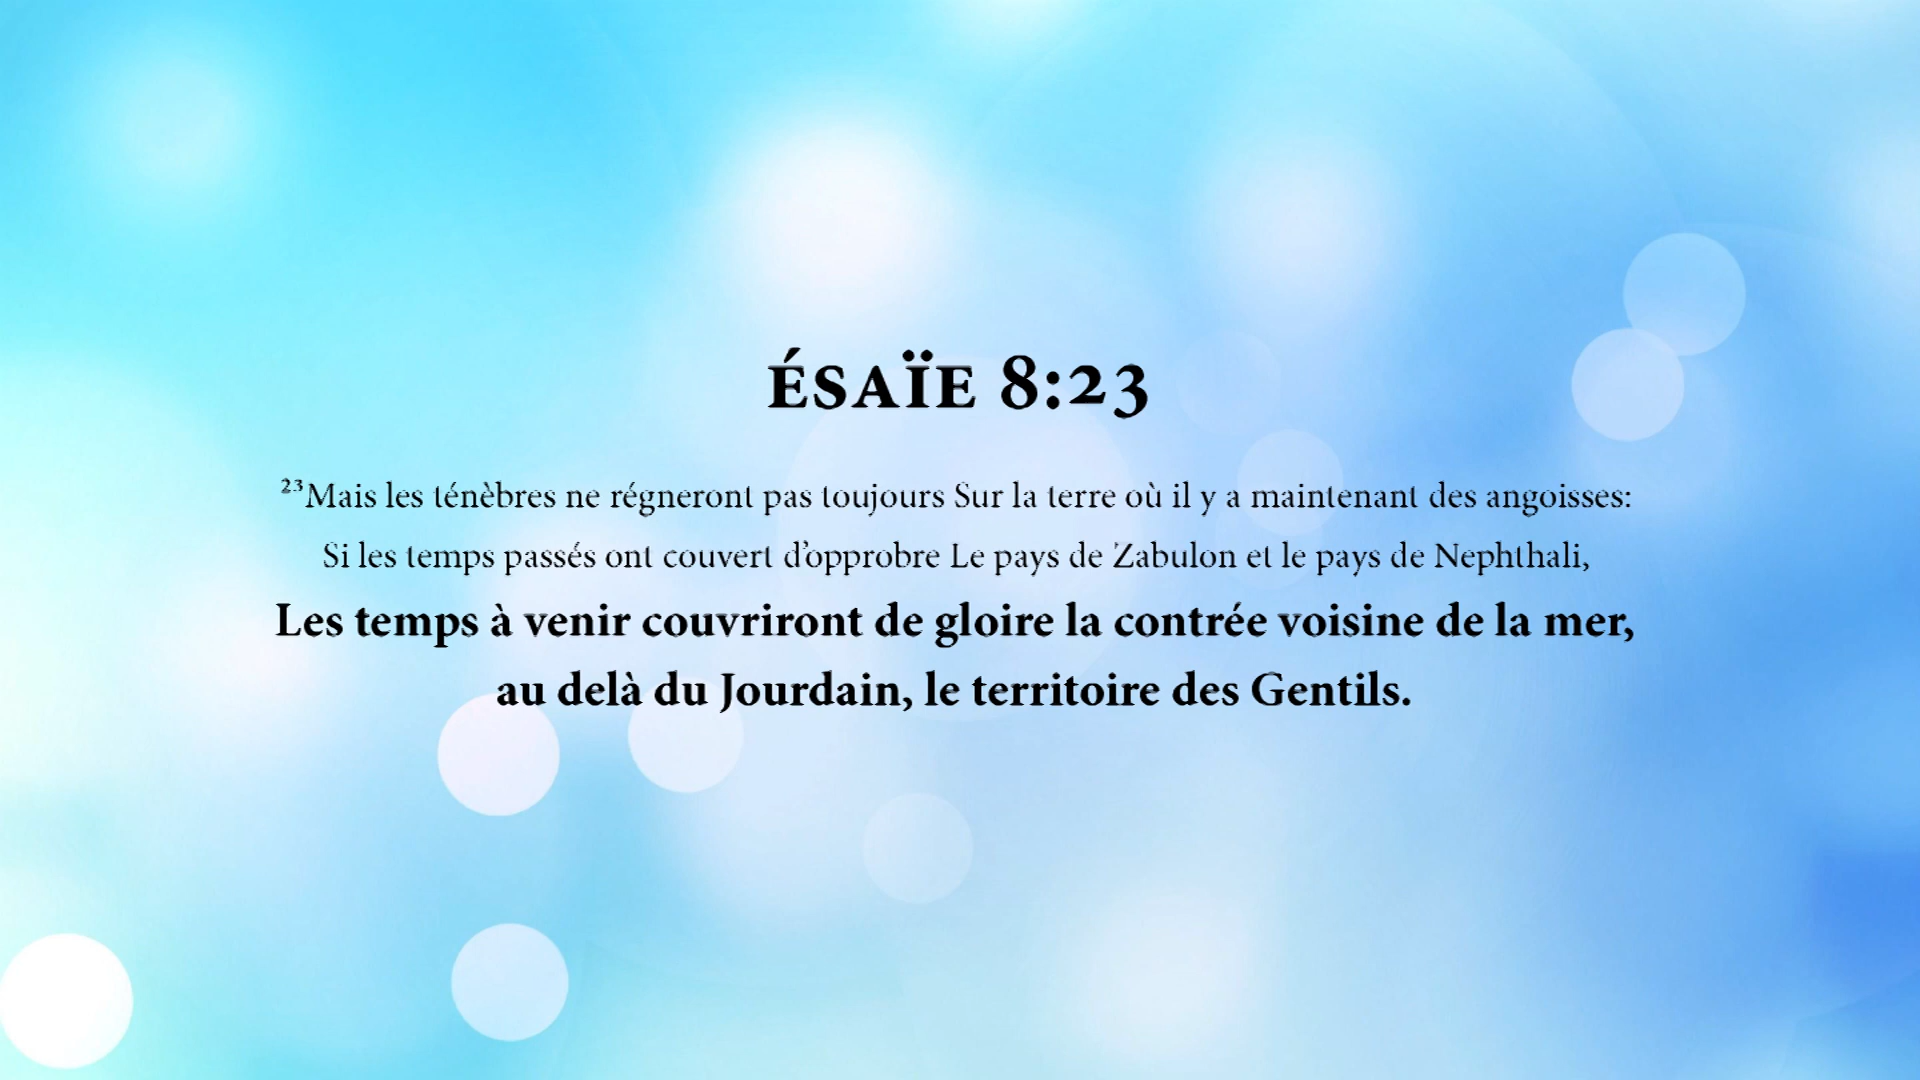 ÉSAÏE 8:23
²³Mais les ténèbres ne régneront pas toujours Sur la terre où il y a maintenant des angoisses:
Si les temps passés ont couvert d’opprobre Le pays de Zabulon et le pays de Nephthali,
Les temps à venir couvriront de gloire la contrée voisine de la mer,
au delà du Jourdain, le territoire des Gentils.